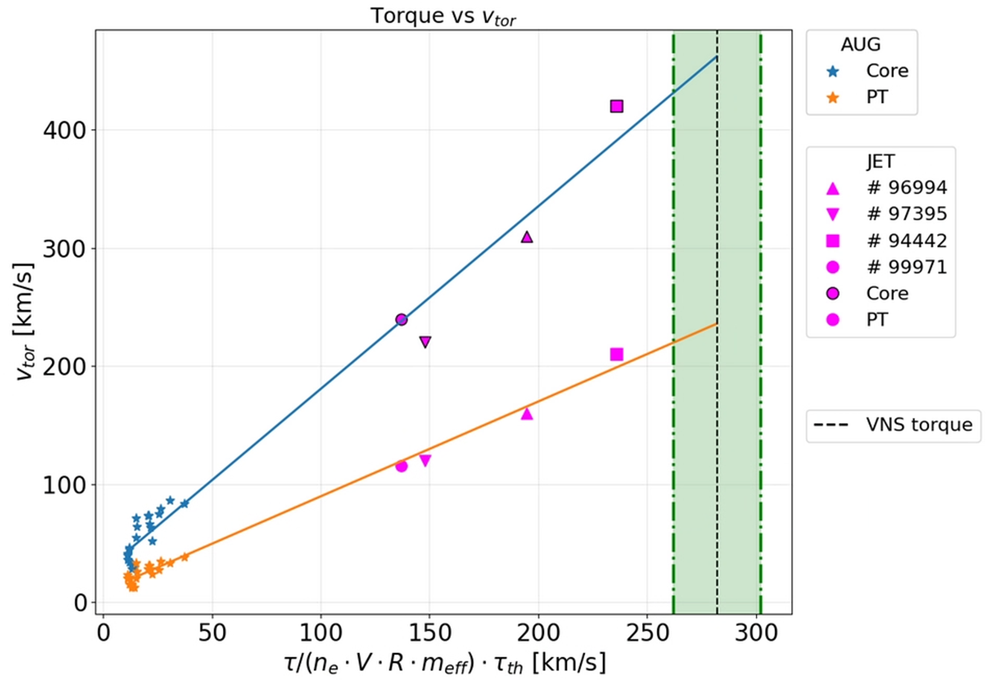 Torque vs v_tor
v_tor [km/s]
400
300
200
100
0
0 50 100 150 200 250 300
τ/(n_e · V · R · m_eff) · τ_th [km/s]
AUG
Core
PT
JET
# 96994
# 97395
# 94442
# 99971
Core
PT
VNS torque